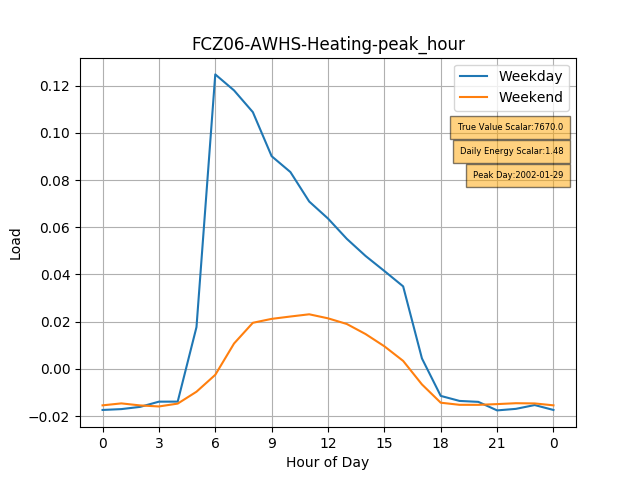 FCZ06-AWHS-Heating-peak_hour
Weekday
Weekend
True Value Scalar:7670.0
Daily Energy Scalar:1.48
Peak Day:2002-01-29
Load
0.12
0.10
0.08
0.06
0.04
0.02
0.00
−0.02
0 3 6 9 12 15 18 21 0
Hour of Day